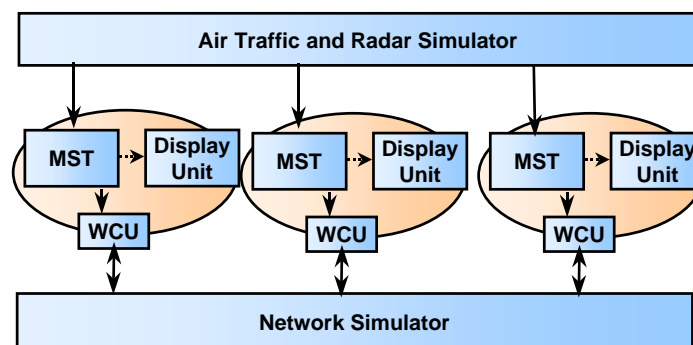 Air Traffic and Radar Simulator
MST
Display
Unit
WCU
MST
Display
Unit
WCU
MST
Display
Unit
WCU
Network Simulator